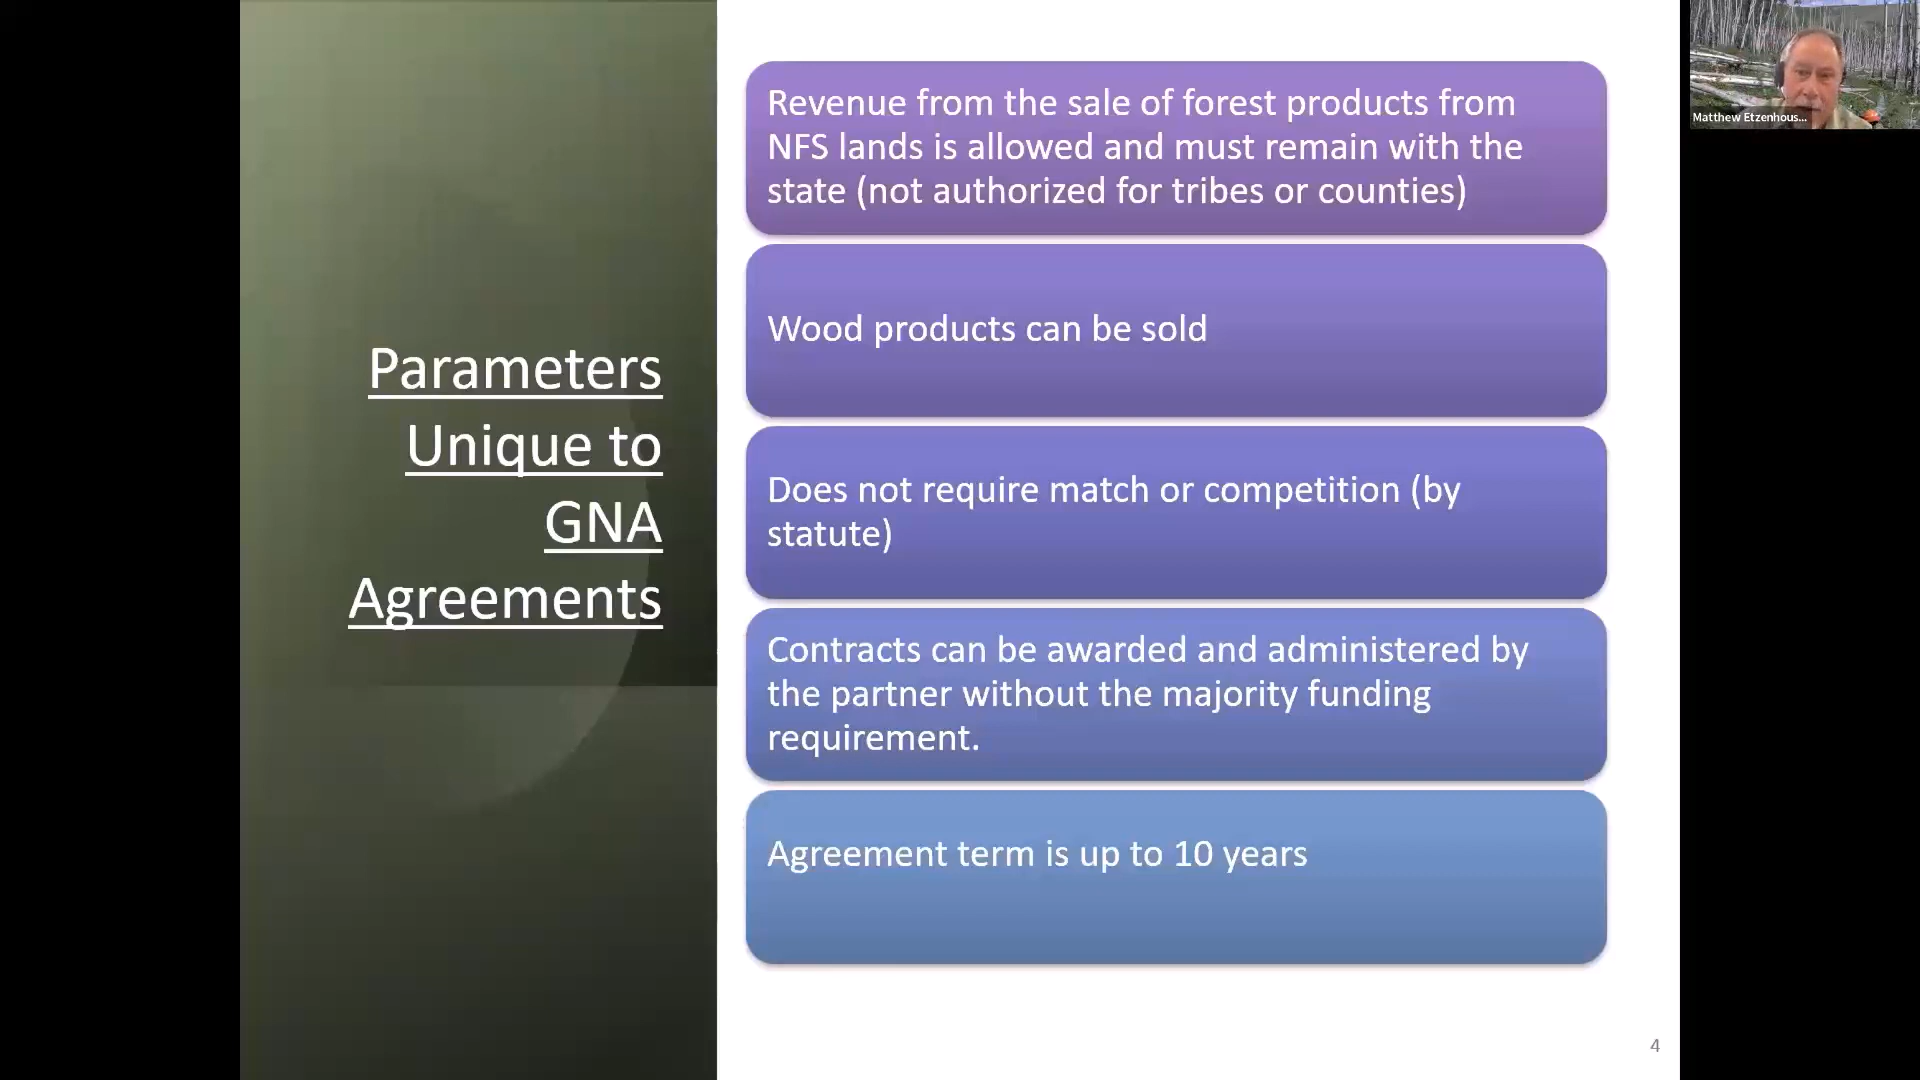 Parameters
Unique to
GNA
Agreements
Revenue from the sale of forest products from
NFS lands is allowed and must remain with the
state (not authorized for tribes or counties)
Wood products can be sold
Does not require match or competition (by
statute)
Contracts can be awarded and administered by
the partner without the majority funding
requirement.
Agreement term is up to 10 years
4
Matthew Etzenhous...